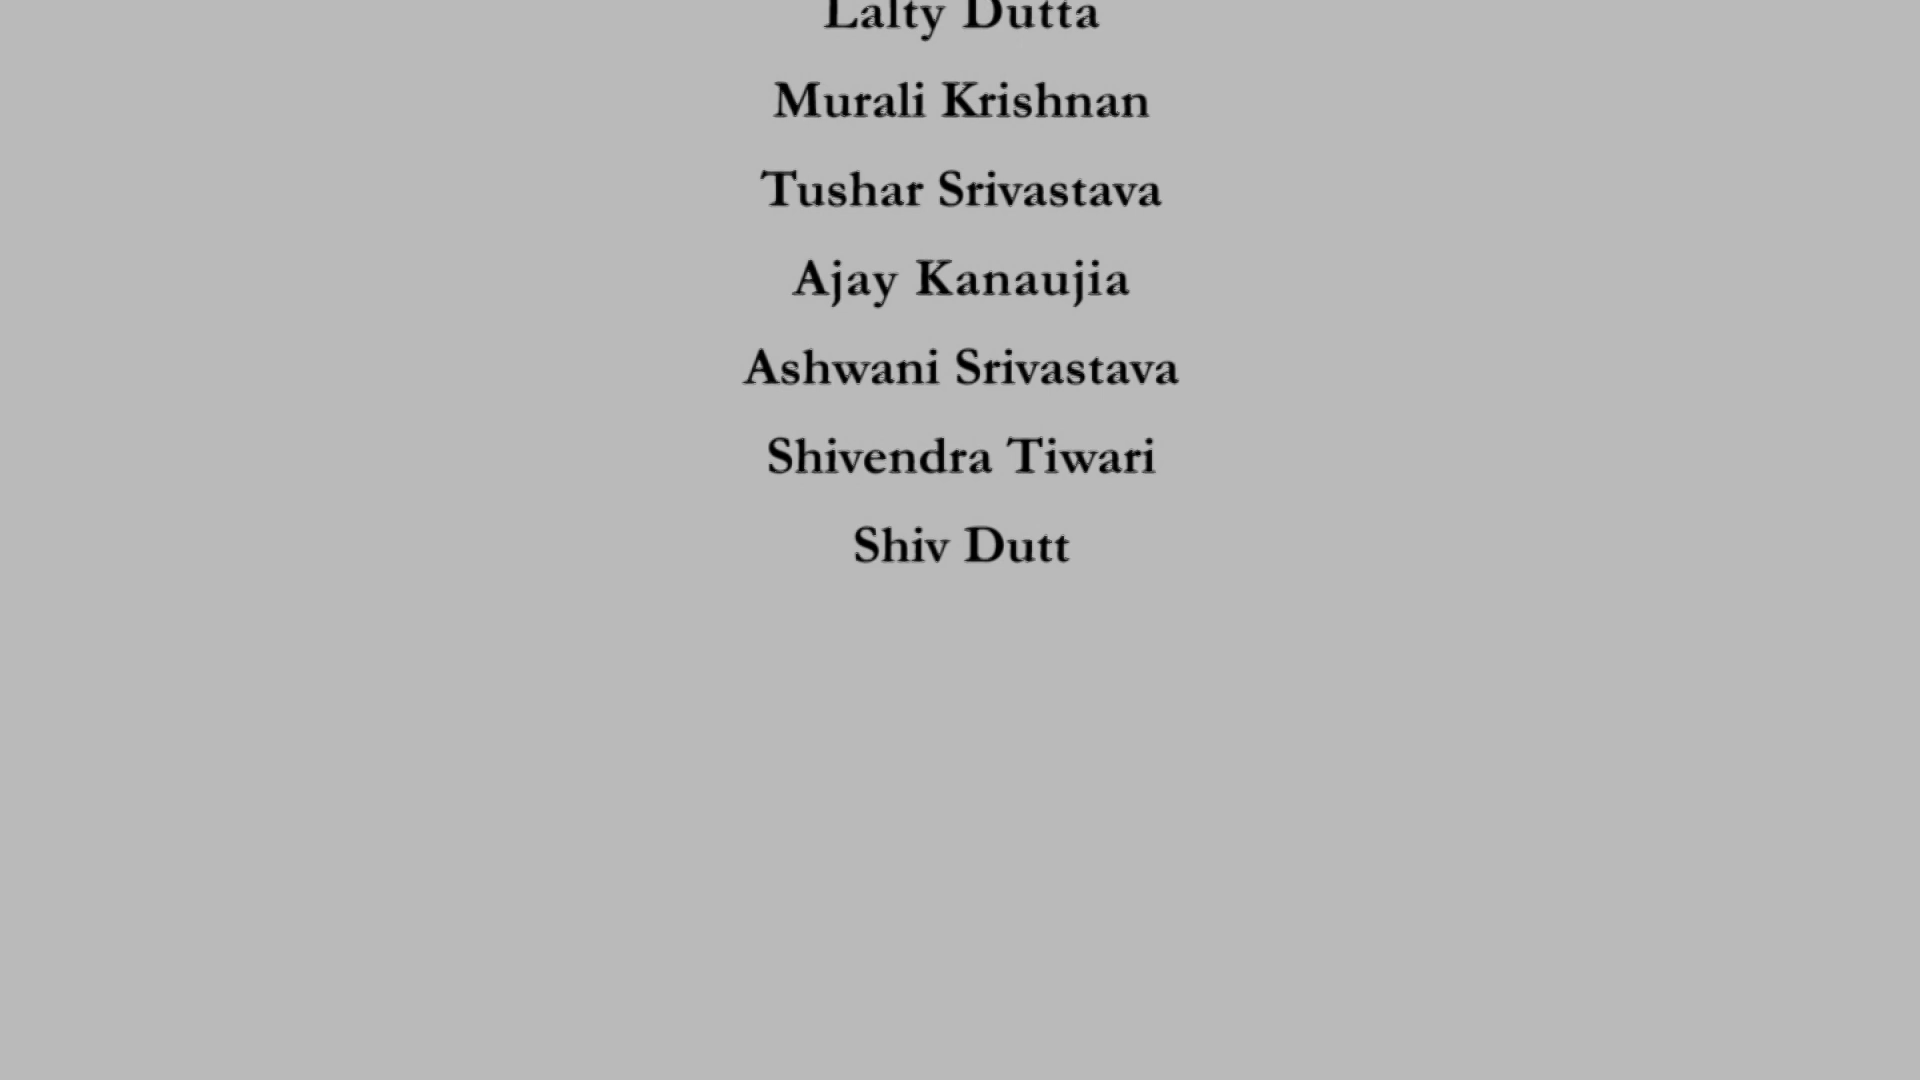 Lalty Dutta
Murali Krishnan
Tushar Srivastava
Ajay Kanaujia
Ashwani Srivastava
Shivendra Tiwari
Shiv Dutt